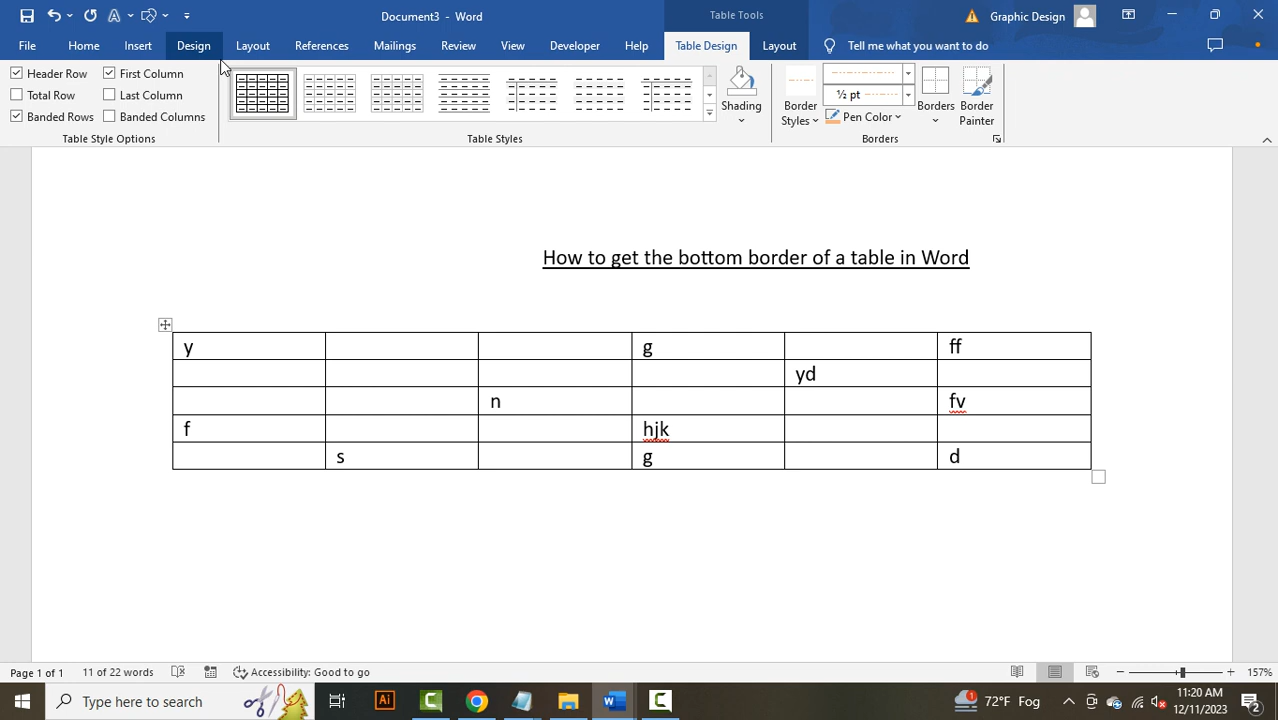 Document3 - Word
Table Tools
Graphic Design
File Home Insert Design Layout References Mailings Review View Developer Help Table Design Layout Tell me what you want to do
Header Row First Column
Total Row Last Column
Banded Rows Banded Columns
Table Style Options
Table Styles
Shading
Border Styles
½ pt
Pen Color
Borders
Border Painter
Borders
How to get the bottom border of a table in Word
y g ff
yd
n fv
f hjk
s g d
Page 1 of 1 11 of 22 words Accessibility: Good to go 157%
Type here to search
Ai
72°F Fog
11:20 AM
12/11/2023
1
2